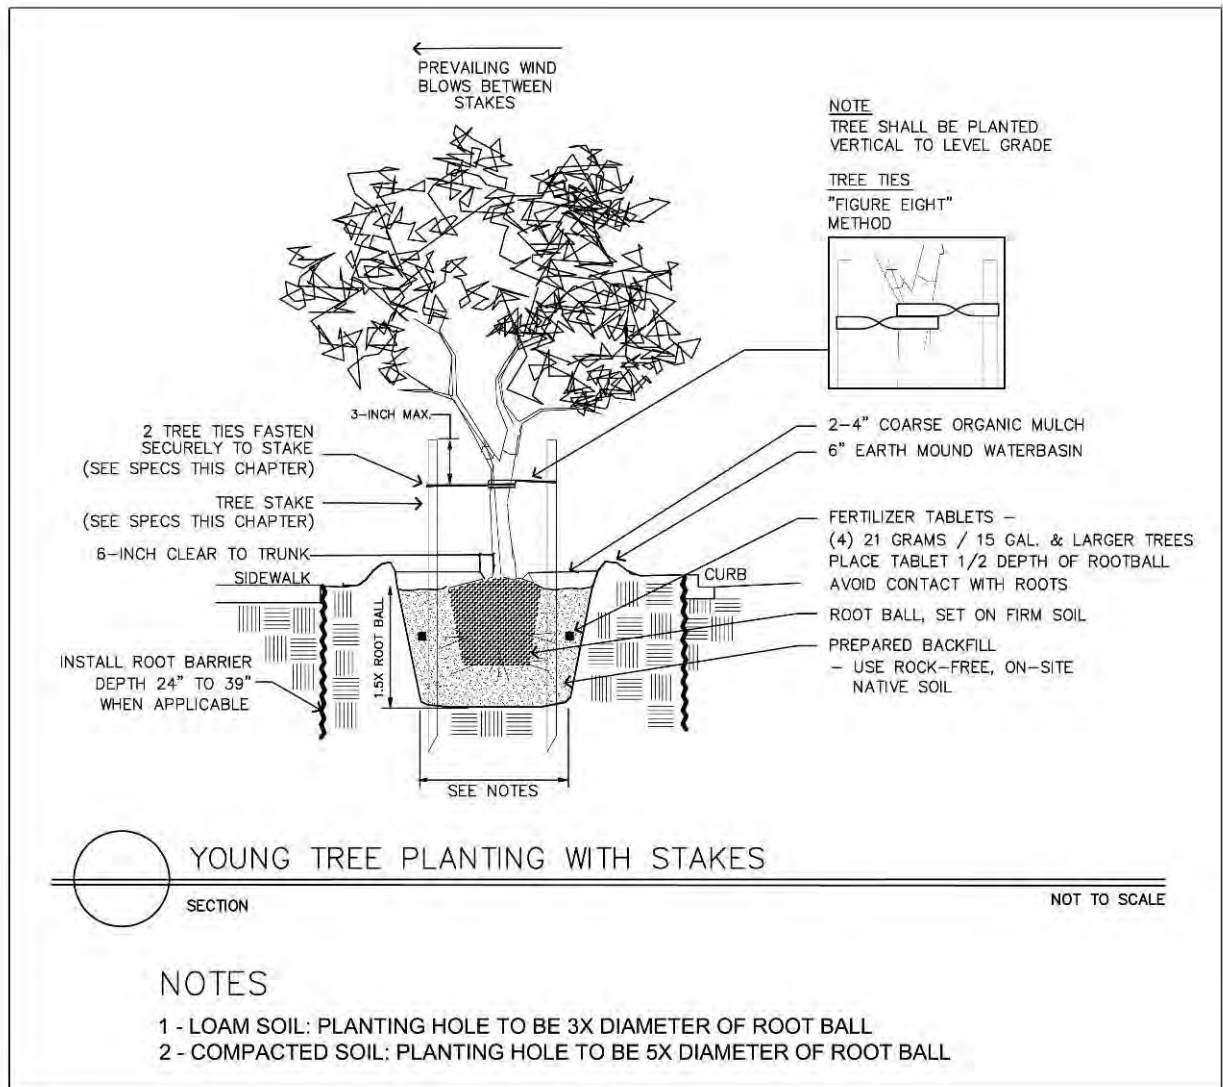 PREVAILING WIND
BLOWS BETWEEN
STAKES
NOTE
TREE SHALL BE PLANTED
VERTICAL TO LEVEL GRADE
TREE TIES
"FIGURE EIGHT"
METHOD
3-INCH MAX.
2 TREE TIES FASTEN
SECURELY TO STAKE
(SEE SPECS THIS CHAPTER)
TREE STAKE
(SEE SPECS THIS CHAPTER)
6-INCH CLEAR TO TRUNK
SIDEWALK
INSTALL ROOT BARRIER
DEPTH 24" TO 39"
WHEN APPLICABLE
1.5X ROOT BALL
SEE NOTES
2-4" COARSE ORGANIC MULCH
6" EARTH MOUND WATERBASIN
FERTILIZER TABLETS –
(4) 21 GRAMS / 15 GAL. & LARGER TREES
PLACE TABLET 1/2 DEPTH OF ROOTBALL
AVOID CONTACT WITH ROOTS
CURB
ROOT BALL, SET ON FIRM SOIL
PREPARED BACKFILL
– USE ROCK-FREE, ON-SITE
NATIVE SOIL
YOUNG TREE PLANTING WITH STAKES
SECTION
NOT TO SCALE
NOTES
1 - LOAM SOIL: PLANTING HOLE TO BE 3X DIAMETER OF ROOT BALL
2 - COMPACTED SOIL: PLANTING HOLE TO BE 5X DIAMETER OF ROOT BALL